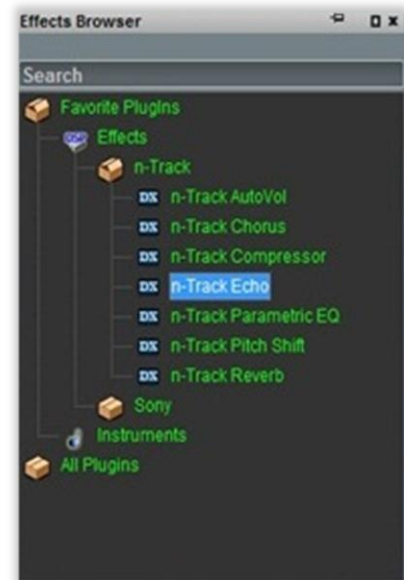 Effects Browser
Search
Favorite PlugIns
DSP Effects
n-Track
DX n-Track AutoVol
DX n-Track Chorus
DX n-Track Compressor
DX n-Track Echo
DX n-Track Parametric EQ
DX n-Track Pitch Shift
DX n-Track Reverb
Sony
Instruments
All Plugins